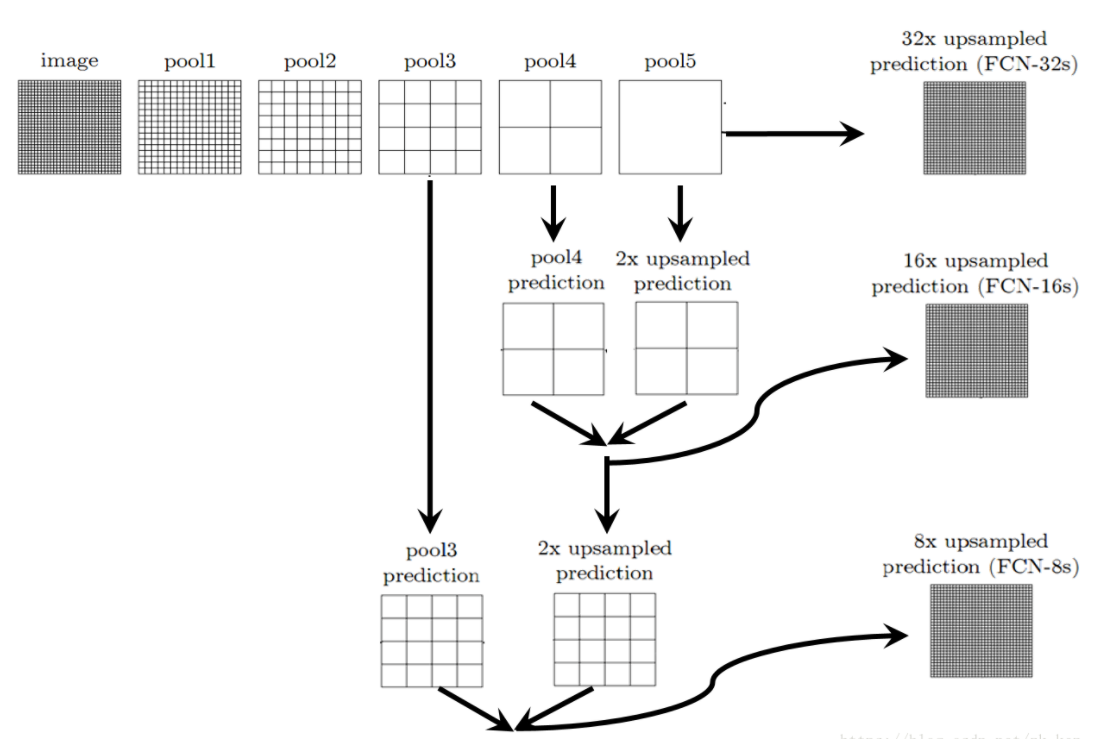 image
pool1
pool2
pool3
pool4
pool5
32x upsampled
prediction (FCN-32s)
pool4
prediction
2x upsampled
prediction
16x upsampled
prediction (FCN-16s)
pool3
prediction
2x upsampled
prediction
8x upsampled
prediction (FCN-8s)